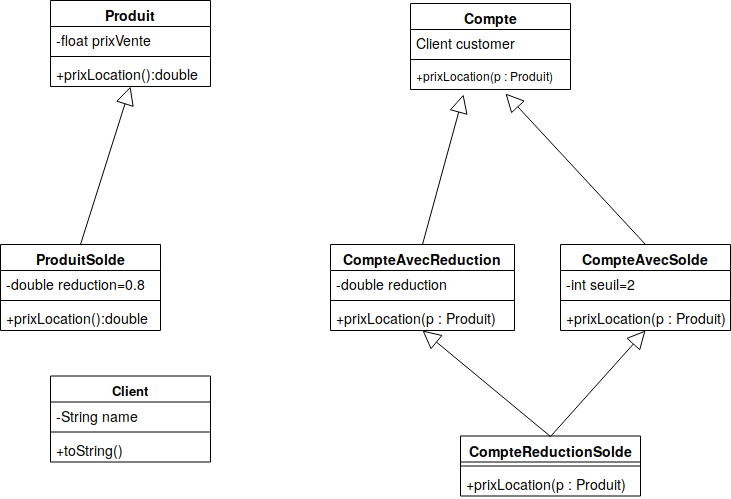 Produit
-float prixVente
+prixLocation():double
Compte
Client customer
+prixLocation(p : Produit)
ProduitSolde
-double reduction=0.8
+prixLocation():double
CompteAvecReduction
-double reduction
+prixLocation(p : Produit)
CompteAvecSolde
-int seuil=2
+prixLocation(p : Produit)
Client
-String name
+toString()
CompteReductionSolde
+prixLocation(p : Produit)